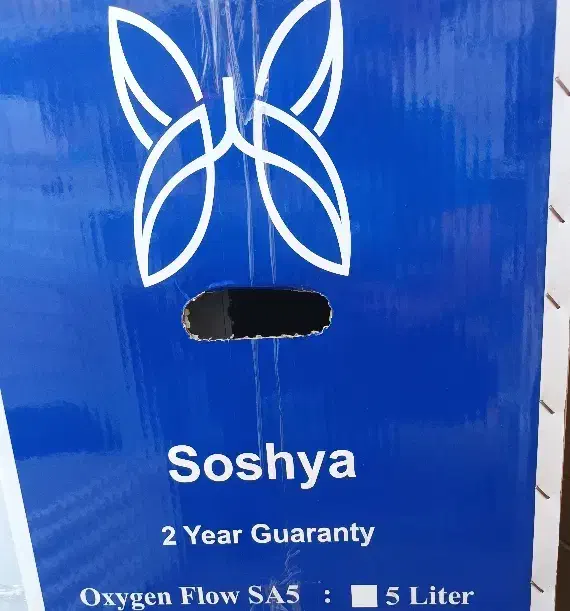 Soshya
2 Year Guaranty
Oxygen Flow SA5 : 5 Liter